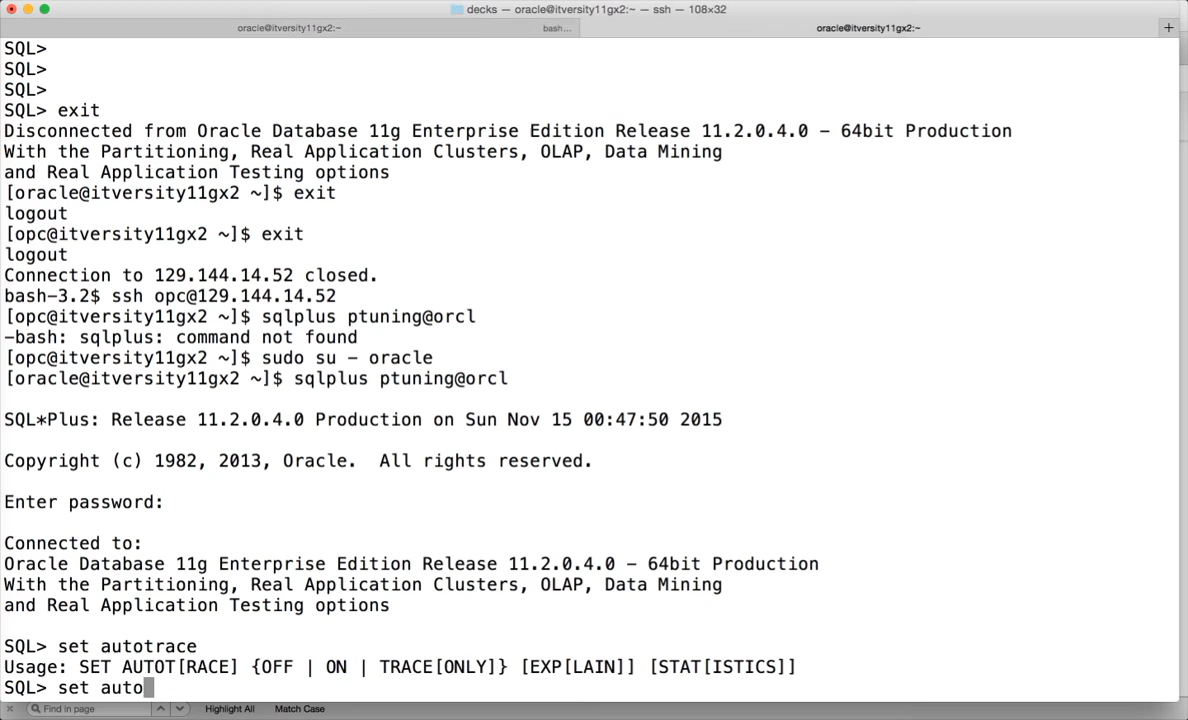 decks — oracle@itversity11gx2:~ — ssh — 108×32
oracle@itversity11gx2:~
bash...
oracle@itversity11gx2:~
+
SQL>
SQL>
SQL>
SQL> exit
Disconnected from Oracle Database 11g Enterprise Edition Release 11.2.0.4.0 - 64bit Production
With the Partitioning, Real Application Clusters, OLAP, Data Mining
and Real Application Testing options
[oracle@itversity11gx2 ~]$ exit
logout
[opc@itversity11gx2 ~]$ exit
logout
Connection to 129.144.14.52 closed.
bash-3.2$ ssh opc@129.144.14.52
[opc@itversity11gx2 ~]$ sqlplus ptuning@orcl
-bash: sqlplus: command not found
[opc@itversity11gx2 ~]$ sudo su - oracle
[oracle@itversity11gx2 ~]$ sqlplus ptuning@orcl
SQL*Plus: Release 11.2.0.4.0 Production on Sun Nov 15 00:47:50 2015
Copyright (c) 1982, 2013, Oracle.  All rights reserved.
Enter password:
Connected to:
Oracle Database 11g Enterprise Edition Release 11.2.0.4.0 - 64bit Production
With the Partitioning, Real Application Clusters, OLAP, Data Mining
and Real Application Testing options
SQL> set autotrace
Usage: SET AUTOT[RACE] {OFF | ON | TRACE[ONLY]} [EXP[LAIN]] [STAT[ISTICS]]
SQL> set auto
Find in page
Highlight All
Match Case